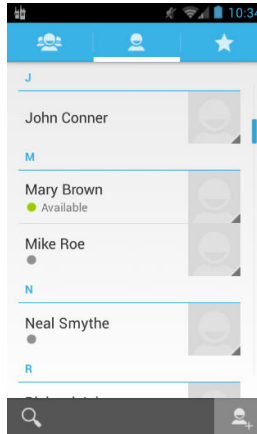 10:34
J
John Conner
M
Mary Brown
Available
Mike Roe
N
Neal Smythe
R